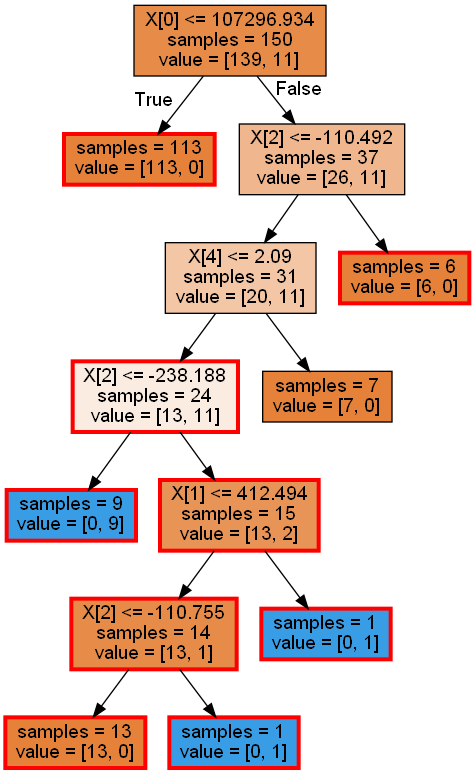 X[0] <= 107296.934
samples = 150
value = [139, 11]
True
False
samples = 113
value = [113, 0]
X[2] <= -110.492
samples = 37
value = [26, 11]
X[4] <= 2.09
samples = 31
value = [20, 11]
samples = 6
value = [6, 0]
X[2] <= -238.188
samples = 24
value = [13, 11]
samples = 7
value = [7, 0]
samples = 9
value = [0, 9]
X[1] <= 412.494
samples = 15
value = [13, 2]
X[2] <= -110.755
samples = 14
value = [13, 1]
samples = 1
value = [0, 1]
samples = 13
value = [13, 0]
samples = 1
value = [0, 1]